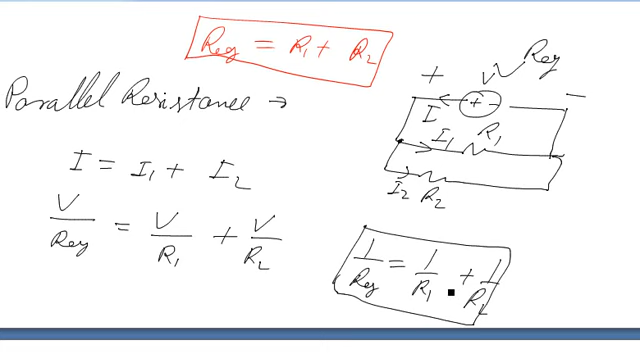 Req = R1 + R2
+ V Req -
Parallel Resistance →
I
I1 R1
I = I1 + I2
I2 R2
V/Req = V/R1 + V/R2
1/Req = 1/R1 + 1/R2